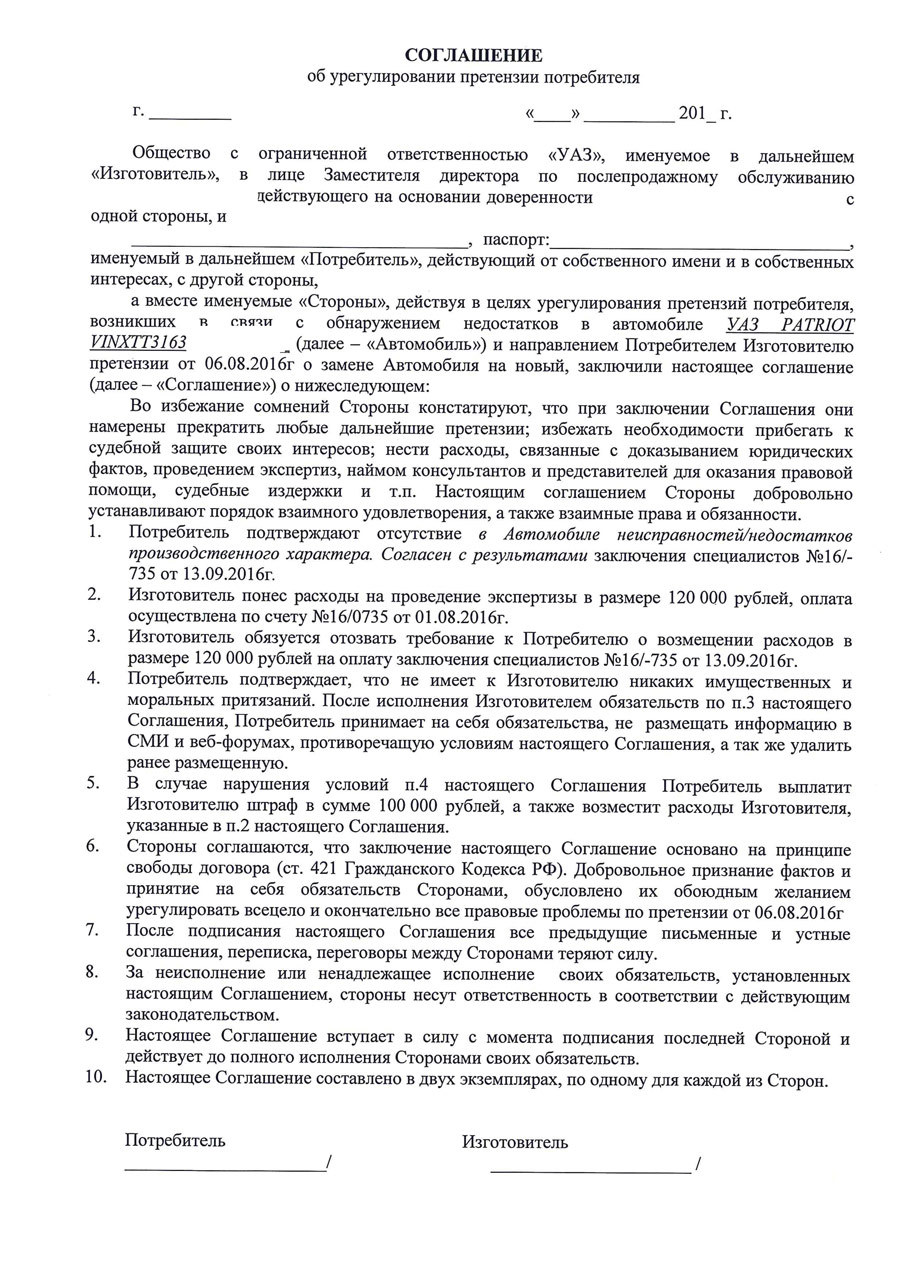 СОГЛАШЕНИЕ
об урегулировании претензии потребителя
г. _________ «____» __________ 201_ г.
Общество с ограниченной ответственностью «УАЗ», именуемое в дальнейшем
«Изготовитель», в лице Заместителя директора по послепродажному обслуживанию
действующего на основании доверенности с
одной стороны, и
_____________________________________, паспорт:_________________________________,
именуемый в дальнейшем «Потребитель», действующий от собственного имени и в собственных
интересах, с другой стороны,
а вместе именуемые «Стороны», действуя в целях урегулирования претензий потребителя,
возникших в связи с обнаружением недостатков в автомобиле УАЗ PATRIOT
VINXTT3163 _ (далее – «Автомобиль») и направлением Потребителем Изготовителю
претензии от 06.08.2016г о замене Автомобиля на новый, заключили настоящее соглашение
(далее – «Соглашение») о нижеследующем:
Во избежание сомнений Стороны констатируют, что при заключении Соглашения они
намерены прекратить любые дальнейшие претензии; избежать необходимости прибегать к
судебной защите своих интересов; нести расходы, связанные с доказыванием юридических
фактов, проведением экспертиз, наймом консультантов и представителей для оказания правовой
помощи, судебные издержки и т.п. Настоящим соглашением Стороны добровольно
устанавливают порядок взаимного удовлетворения, а также взаимные права и обязанности.
1. Потребитель подтверждают отсутствие в Автомобиле неисправностей/недостатков
производственного характера. Согласен с результатами заключения специалистов №16/-
735 от 13.09.2016г.
2. Изготовитель понес расходы на проведение экспертизы в размере 120 000 рублей, оплата
осуществлена по счету №16/0735 от 01.08.2016г.
3. Изготовитель обязуется отозвать требование к Потребителю о возмещении расходов в
размере 120 000 рублей на оплату заключения специалистов №16/-735 от 13.09.2016г.
4. Потребитель подтверждает, что не имеет к Изготовителю никаких имущественных и
моральных притязаний. После исполнения Изготовителем обязательств по п.3 настоящего
Соглашения, Потребитель принимает на себя обязательства, не размещать информацию в
СМИ и веб-форумах, противоречащую условиям настоящего Соглашения, а так же удалить
ранее размещенную.
5. В случае нарушения условий п.4 настоящего Соглашения Потребитель выплатит
Изготовителю штраф в сумме 100 000 рублей, а также возместит расходы Изготовителя,
указанные в п.2 настоящего Соглашения.
6. Стороны соглашаются, что заключение настоящего Соглашение основано на принципе
свободы договора (ст. 421 Гражданского Кодекса РФ). Добровольное признание фактов и
принятие на себя обязательств Сторонами, обусловлено их обоюдным желанием
урегулировать всецело и окончательно все правовые проблемы по претензии от 06.08.2016г
7. После подписания настоящего Соглашения все предыдущие письменные и устные
соглашения, переписка, переговоры между Сторонами теряют силу.
8. За неисполнение или ненадлежащее исполнение своих обязательств, установленных
настоящим Соглашением, стороны несут ответственность в соответствии с действующим
законодательством.
9. Настоящее Соглашение вступает в силу с момента подписания последней Стороной и
действует до полного исполнения Сторонами своих обязательств.
10. Настоящее Соглашение составлено в двух экземплярах, по одному для каждой из Сторон.
Потребитель Изготовитель
______________________/ ______________________ /